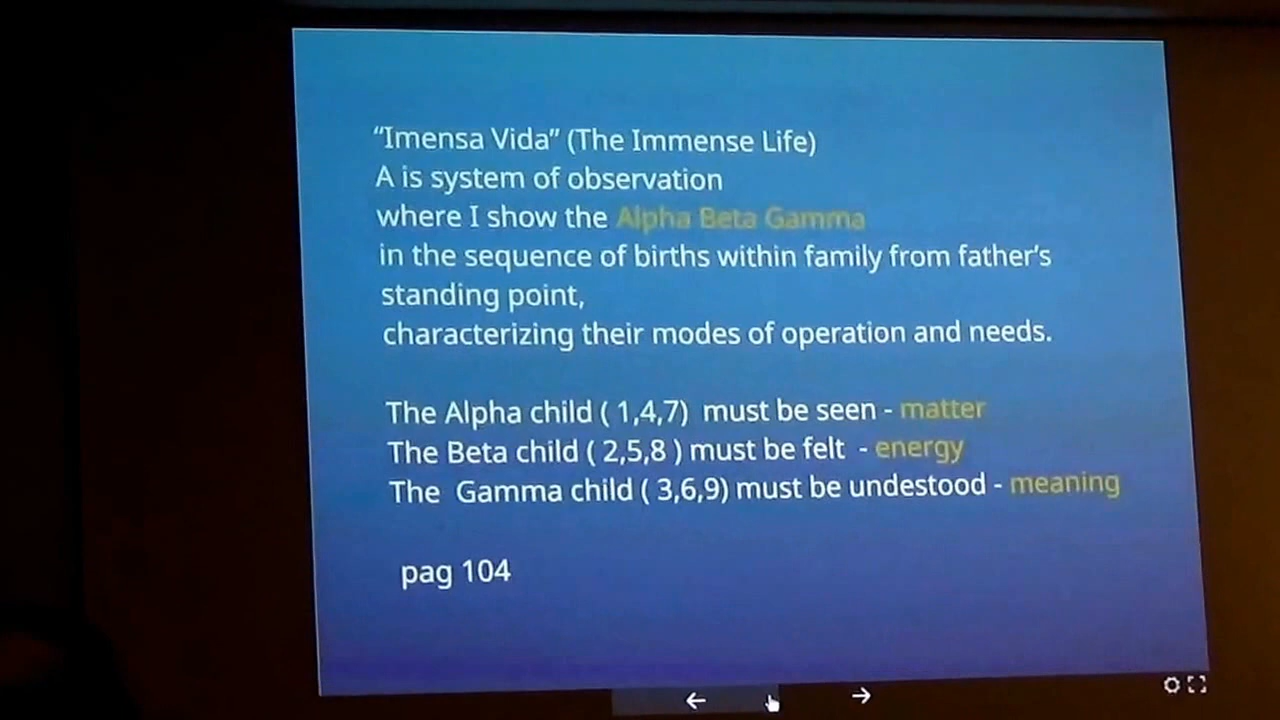 “Imensa Vida” (The Immense Life)
A is system of observation
where I show the Alpha Beta Gamma
in the sequence of births within family from father’s
standing point,
characterizing their modes of operation and needs.
The Alpha child ( 1,4,7) must be seen - matter
The Beta child ( 2,5,8 ) must be felt - energy
The Gamma child ( 3,6,9) must be undestood - meaning
pag 104